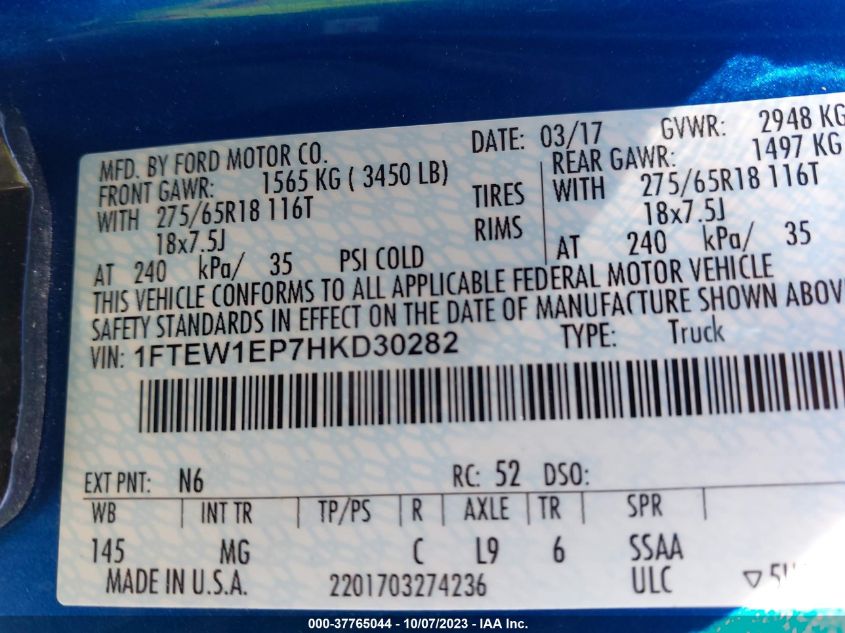 MFD. BY FORD MOTOR CO. DATE: 03/17 GVWR: 2948 KG
FRONT GAWR: 1565 KG ( 3450 LB) REAR GAWR: 1497 KG
WITH 275/65R18 116T TIRES WITH 275/65R18 116T
18x7.5J RIMS 18x7.5J
AT 240 kPa/ 35 PSI COLD AT 240 kPa/ 35
THIS VEHICLE CONFORMS TO ALL APPLICABLE FEDERAL MOTOR VEHICLE
SAFETY STANDARDS IN EFFECT ON THE DATE OF MANUFACTURE SHOWN ABOV
VIN: 1FTEW1EP7HKD30282 TYPE: Truck
EXT PNT: N6 RC: 52 DSO:
WB INT TR TP/PS R AXLE TR SPR
145 MG C L9 6 SSAA
MADE IN U.S.A. 2201703274236 ULC
000-37765044 - 10/07/2023 - IAA Inc.